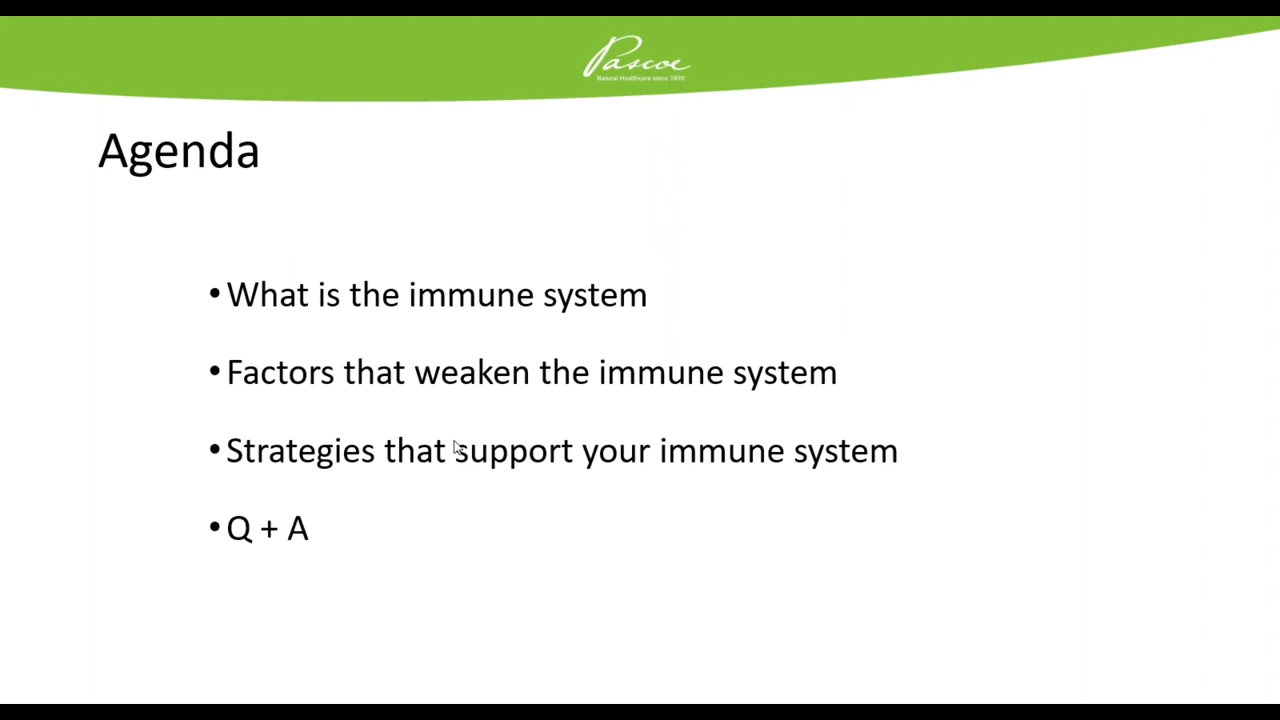 Pascoe
Natural Healthcare since 1895
Agenda
• What is the immune system
• Factors that weaken the immune system
• Strategies that support your immune system
• Q + A